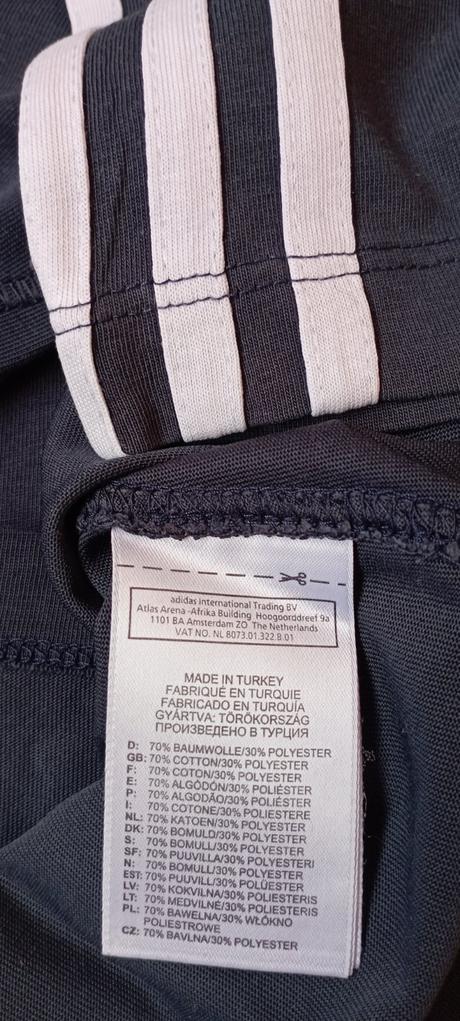 adidas International Trading BV
Atlas Arena -Afrika Building Hoogoorddreef 9a
1101 BA Amsterdam ZO The Netherlands
VAT NO. NL 8073.01.322.B.01
MADE IN TURKEY
FABRIQUÉ EN TURQUIE
FABRICADO EN TURQUÍA
GYÁRTVA: TÖRÖKORSZÁG
ПРОИЗВЕДЕНО В ТУРЦИЯ
D: 70% BAUMWOLLE/30% POLYESTER
GB: 70% COTTON/30% POLYESTER
F: 70% COTON/30% POLYESTER
E: 70% ALGODÓN/30% POLIÉSTER
P: 70% ALGODÃO/30% POLIÉSTER
I: 70% COTONE/30% POLIESTERE
NL: 70% KATOEN/30% POLYESTER
DK: 70% BOMULD/30% POLYESTER
S: 70% BOMULL/30% POLYESTER
SF: 70% PUUVILLA/30% POLYESTERI
N: 70% BOMULL/30% POLYESTER
EST: 70% PUUVILL/30% POLÜESTER
LV: 70% KOKVILNA/30% POLIESTERIS
LT: 70% MEDVILNĖ/30% POLIESTERIS
PL: 70% BAWEŁNA/30% WŁÓKNO
POLIESTROWE
CZ: 70% BAVLNA/30% POLYESTER